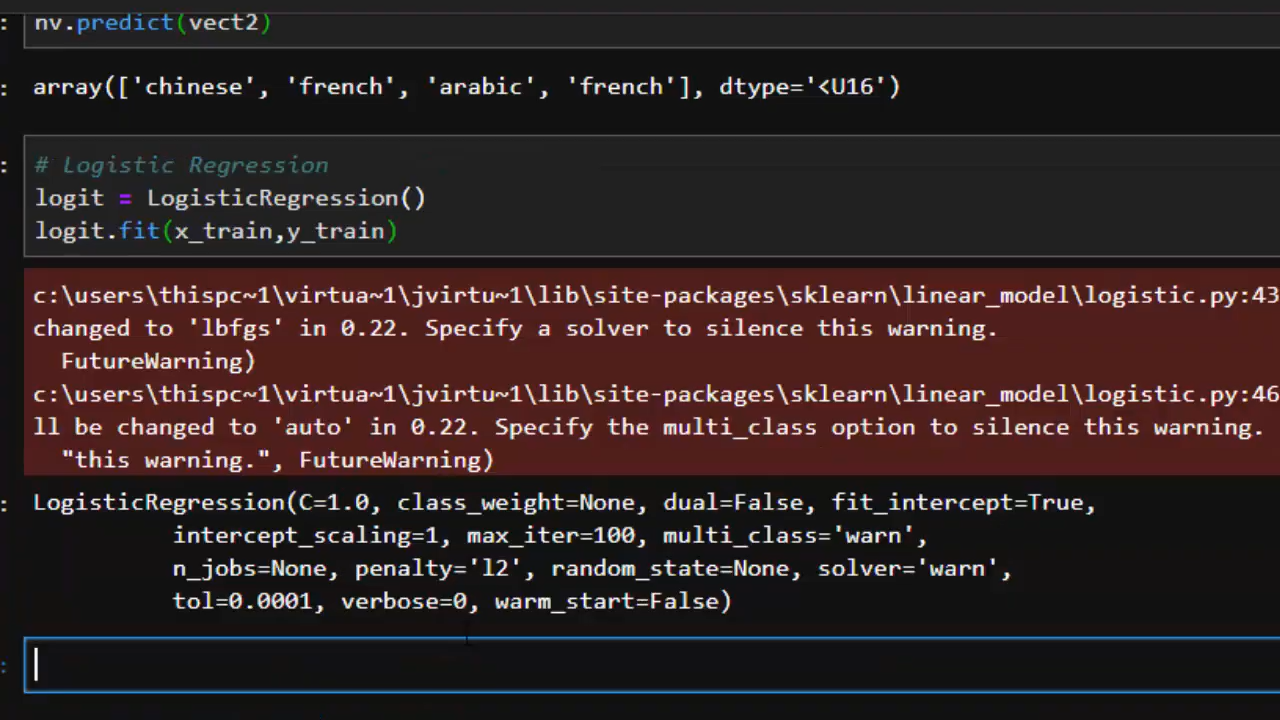 nv.predict(vect2)
: array(['chinese', 'french', 'arabic', 'french'], dtype='<U16')
: # Logistic Regression
logit = LogisticRegression()
logit.fit(x_train,y_train)
c:\users\thispc~1\virtua~1\jvirtu~1\lib\site-packages\sklearn\linear_model\logistic.py:43
changed to 'lbfgs' in 0.22. Specify a solver to silence this warning.
FutureWarning)
c:\users\thispc~1\virtua~1\jvirtu~1\lib\site-packages\sklearn\linear_model\logistic.py:46
ll be changed to 'auto' in 0.22. Specify the multi_class option to silence this warning.
"this warning.", FutureWarning)
: LogisticRegression(C=1.0, class_weight=None, dual=False, fit_intercept=True,
intercept_scaling=1, max_iter=100, multi_class='warn',
n_jobs=None, penalty='l2', random_state=None, solver='warn',
tol=0.0001, verbose=0, warm_start=False)
: